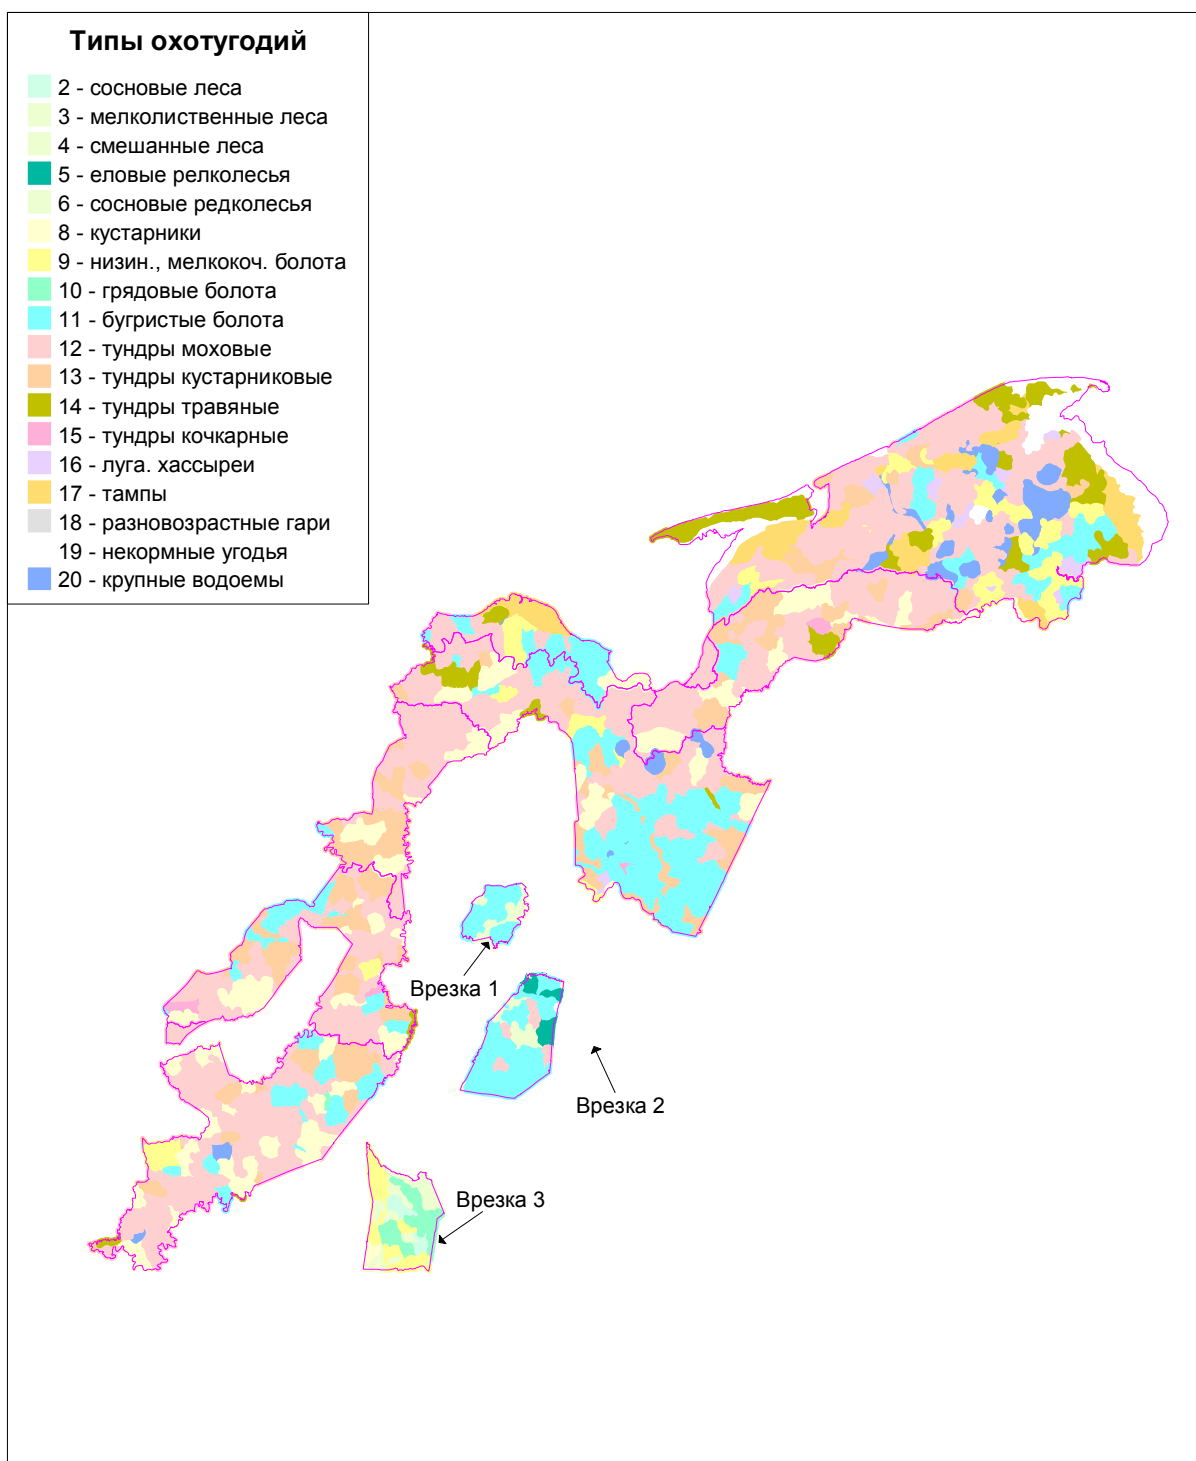 Типы охотугодий
2 - сосновые леса
3 - мелколиственные леса
4 - смешанные леса
5 - еловые релколесья
6 - сосновые редколесья
8 - кустарники
9 - низин., мелкокоч. болота
10 - грядовые болота
11 - бугристые болота
12 - тундры моховые
13 - тундры кустарниковые
14 - тундры травяные
15 - тундры кочкарные
16 - луга. хассыреи
17 - тампы
18 - разновозрастные гари
19 - некормные угодья
20 - крупные водоемы
Врезка 1
Врезка 2
Врезка 3